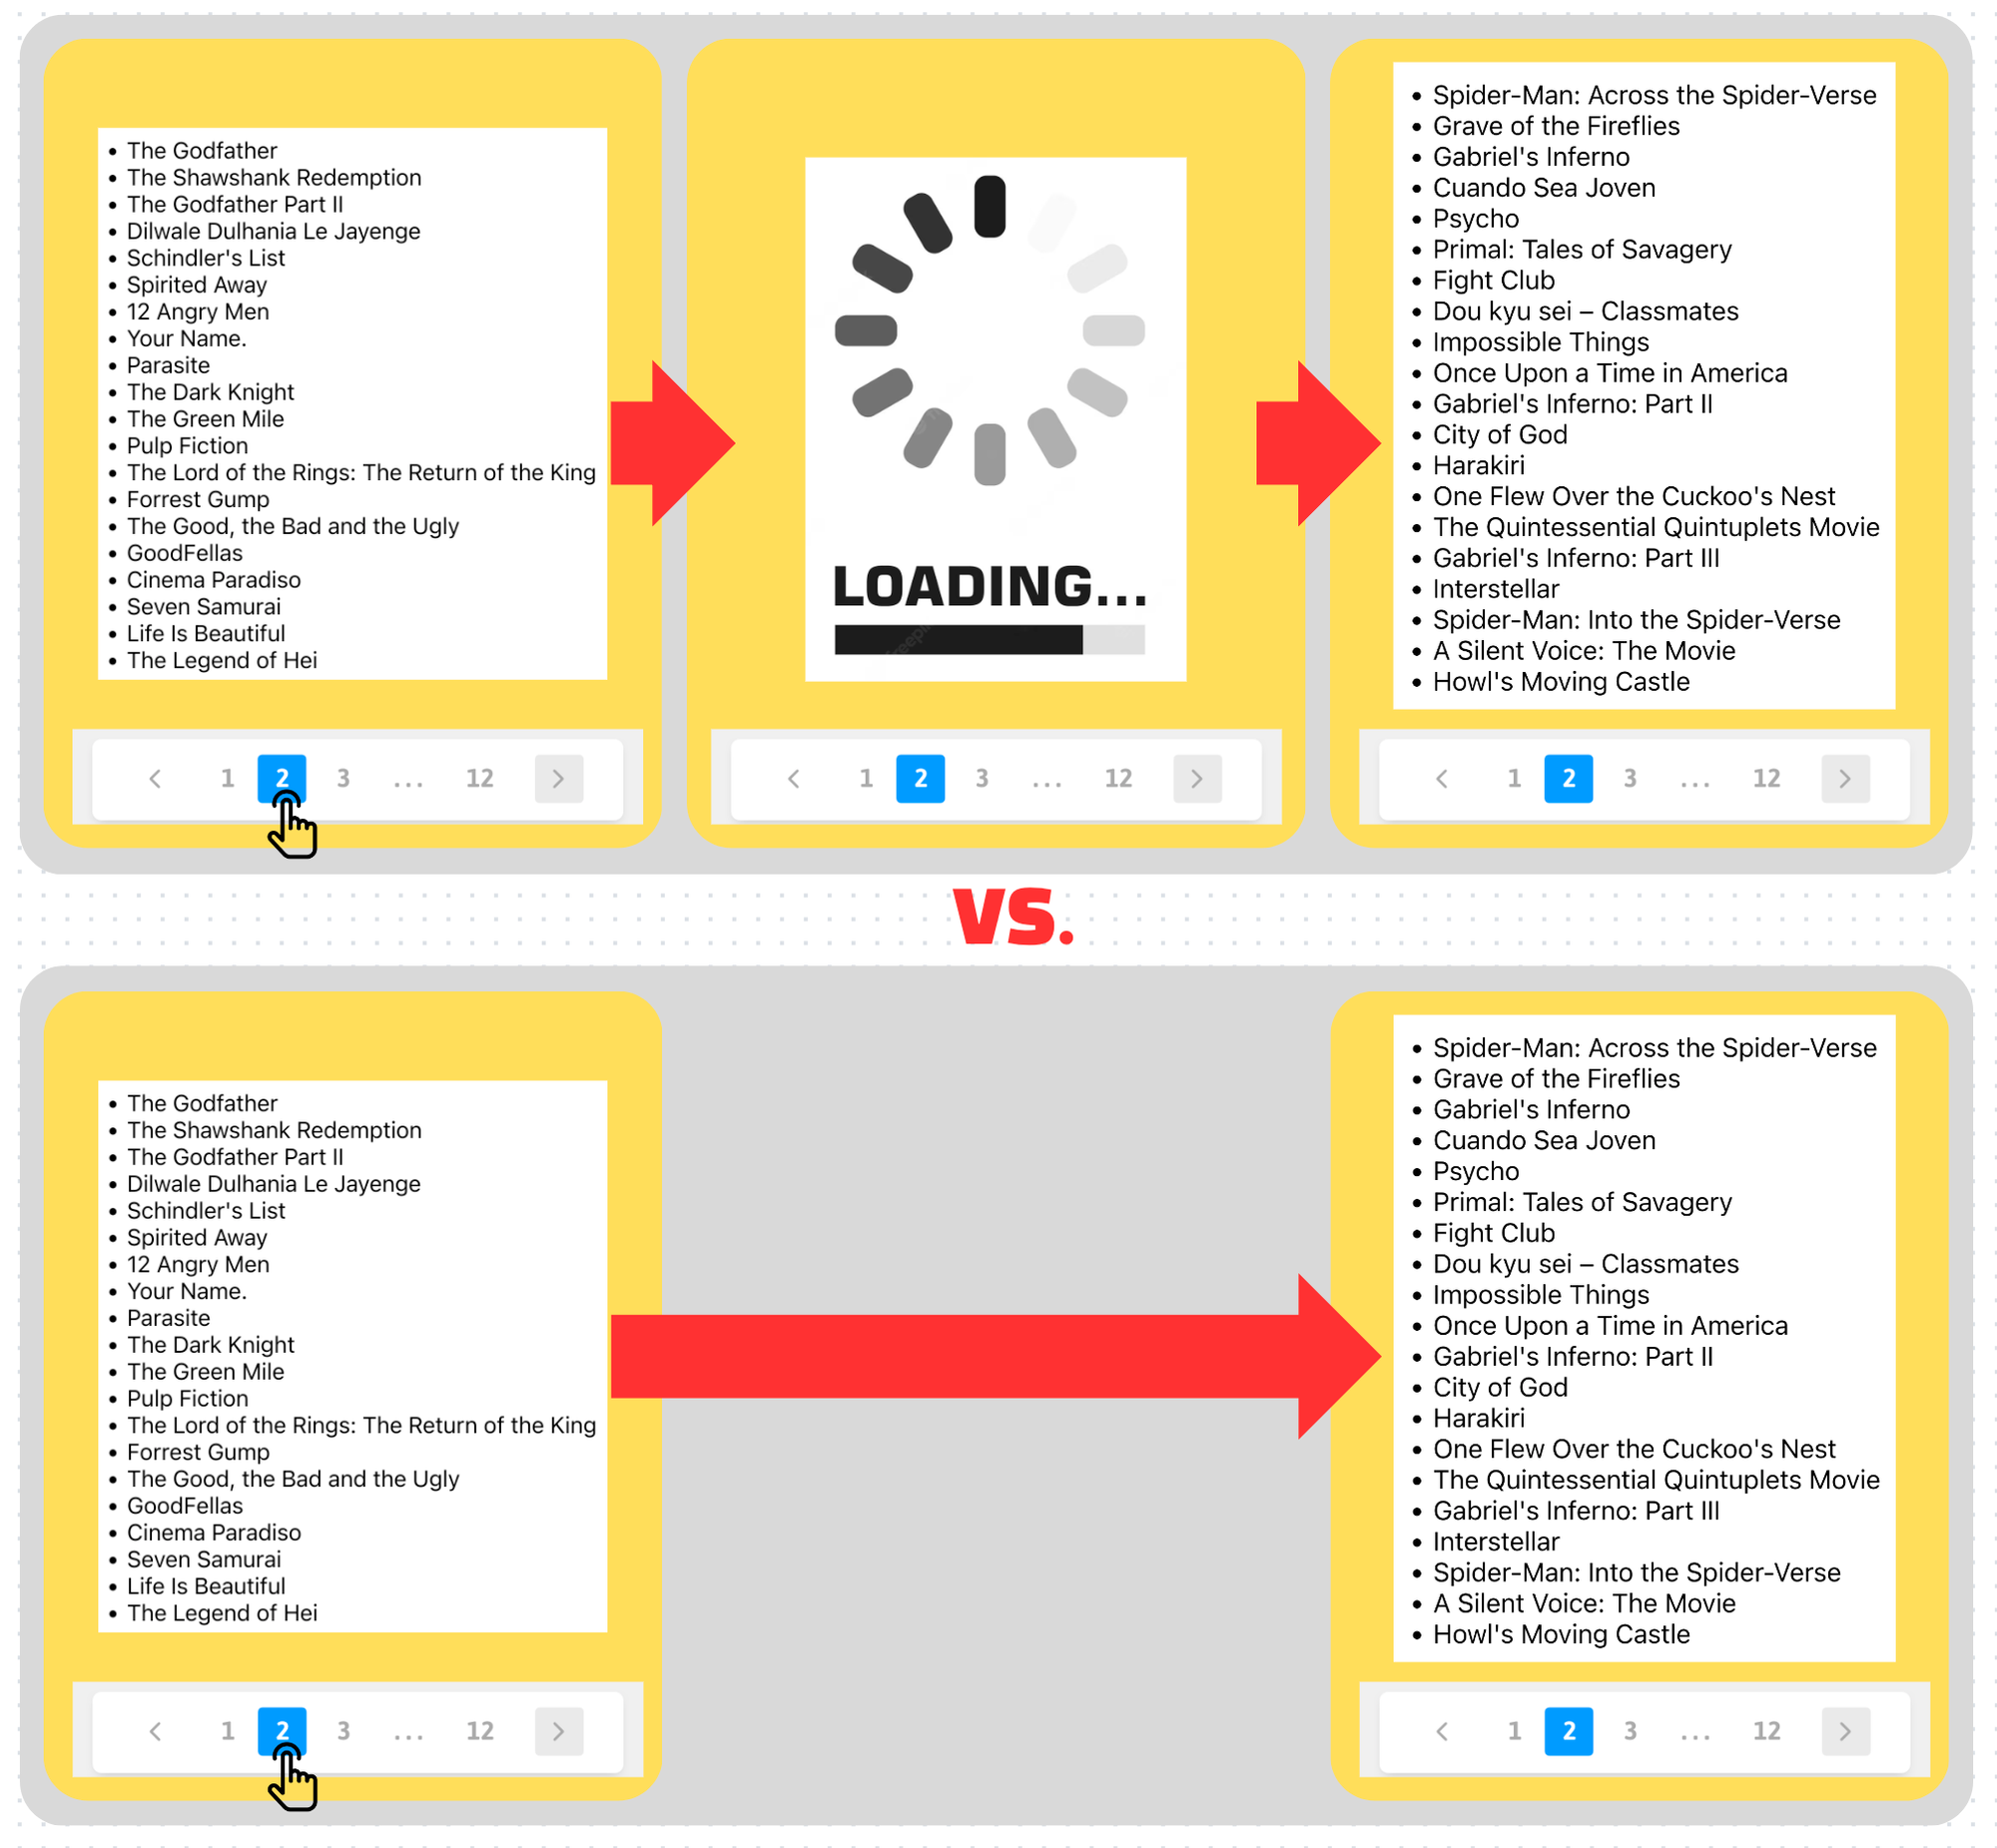 • The Godfather
• The Shawshank Redemption
• The Godfather Part II
• Dilwale Dulhania Le Jayenge
• Schindler's List
• Spirited Away
• 12 Angry Men
• Your Name.
• Parasite
• The Dark Knight
• The Green Mile
• Pulp Fiction
• The Lord of the Rings: The Return of the King
• Forrest Gump
• The Good, the Bad and the Ugly
• GoodFellas
• Cinema Paradiso
• Seven Samurai
• Life Is Beautiful
• The Legend of Hei
< 1 2 3 ... 12 >
LOADING...
< 1 2 3 ... 12 >
• Spider-Man: Across the Spider-Verse
• Grave of the Fireflies
• Gabriel's Inferno
• Cuando Sea Joven
• Psycho
• Primal: Tales of Savagery
• Fight Club
• Dou kyu sei – Classmates
• Impossible Things
• Once Upon a Time in America
• Gabriel's Inferno: Part II
• City of God
• Harakiri
• One Flew Over the Cuckoo's Nest
• The Quintessential Quintuplets Movie
• Gabriel's Inferno: Part III
• Interstellar
• Spider-Man: Into the Spider-Verse
• A Silent Voice: The Movie
• Howl's Moving Castle
< 1 2 3 ... 12 >
VS.
• The Godfather
• The Shawshank Redemption
• The Godfather Part II
• Dilwale Dulhania Le Jayenge
• Schindler's List
• Spirited Away
• 12 Angry Men
• Your Name.
• Parasite
• The Dark Knight
• The Green Mile
• Pulp Fiction
• The Lord of the Rings: The Return of the King
• Forrest Gump
• The Good, the Bad and the Ugly
• GoodFellas
• Cinema Paradiso
• Seven Samurai
• Life Is Beautiful
• The Legend of Hei
< 1 2 3 ... 12 >
• Spider-Man: Across the Spider-Verse
• Grave of the Fireflies
• Gabriel's Inferno
• Cuando Sea Joven
• Psycho
• Primal: Tales of Savagery
• Fight Club
• Dou kyu sei – Classmates
• Impossible Things
• Once Upon a Time in America
• Gabriel's Inferno: Part II
• City of God
• Harakiri
• One Flew Over the Cuckoo's Nest
• The Quintessential Quintuplets Movie
• Gabriel's Inferno: Part III
• Interstellar
• Spider-Man: Into the Spider-Verse
• A Silent Voice: The Movie
• Howl's Moving Castle
< 1 2 3 ... 12 >